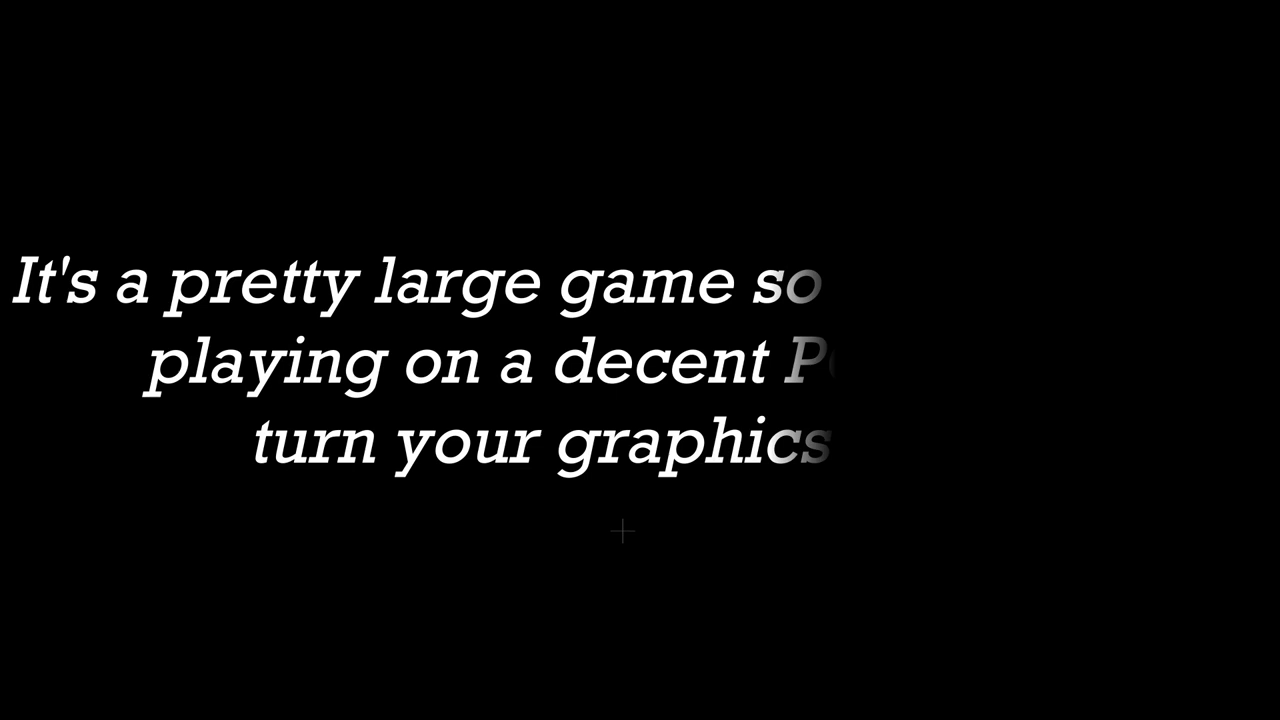 It's a pretty large game so
playing on a decent
turn your graphics